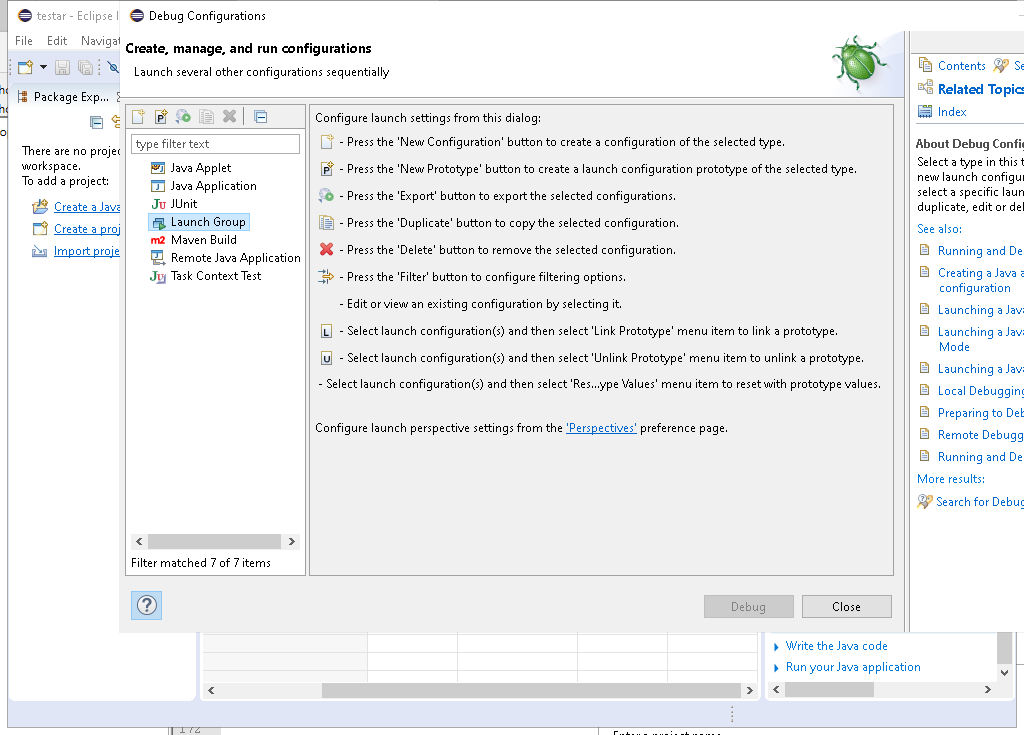 testar - Eclipse I
File Edit Navigat
Package Exp...
There are no projec
workspace.
To add a project:
Create a Java
Create a proj
Import proje
Debug Configurations
Create, manage, and run configurations
Launch several other configurations sequentially
type filter text
Java Applet
Java Application
JUnit
Launch Group
Maven Build
Remote Java Application
Task Context Test
Filter matched 7 of 7 items
Configure launch settings from this dialog:
- Press the 'New Configuration' button to create a configuration of the selected type.
- Press the 'New Prototype' button to create a launch configuration prototype of the selected type.
- Press the 'Export' button to export the selected configurations.
- Press the 'Duplicate' button to copy the selected configuration.
- Press the 'Delete' button to remove the selected configuration.
- Press the 'Filter' button to configure filtering options.
- Edit or view an existing configuration by selecting it.
- Select launch configuration(s) and then select 'Link Prototype' menu item to link a prototype.
- Select launch configuration(s) and then select 'Unlink Prototype' menu item to unlink a prototype.
- Select launch configuration(s) and then select 'Res...ype Values' menu item to reset with prototype values.
Configure launch perspective settings from the 'Perspectives' preference page.
Debug
Close
Contents Se
Related Topics
Index
About Debug Config
Select a type in this t
new launch configur
select a specific laun
duplicate, edit or del
See also:
Running and De
Creating a Java a
configuration
Launching a Java
Launching a Java
Mode
Launching a Java
Local Debugging
Preparing to Deb
Remote Debugg
Running and De
More results:
Search for Debug
Write the Java code
Run your Java application
172